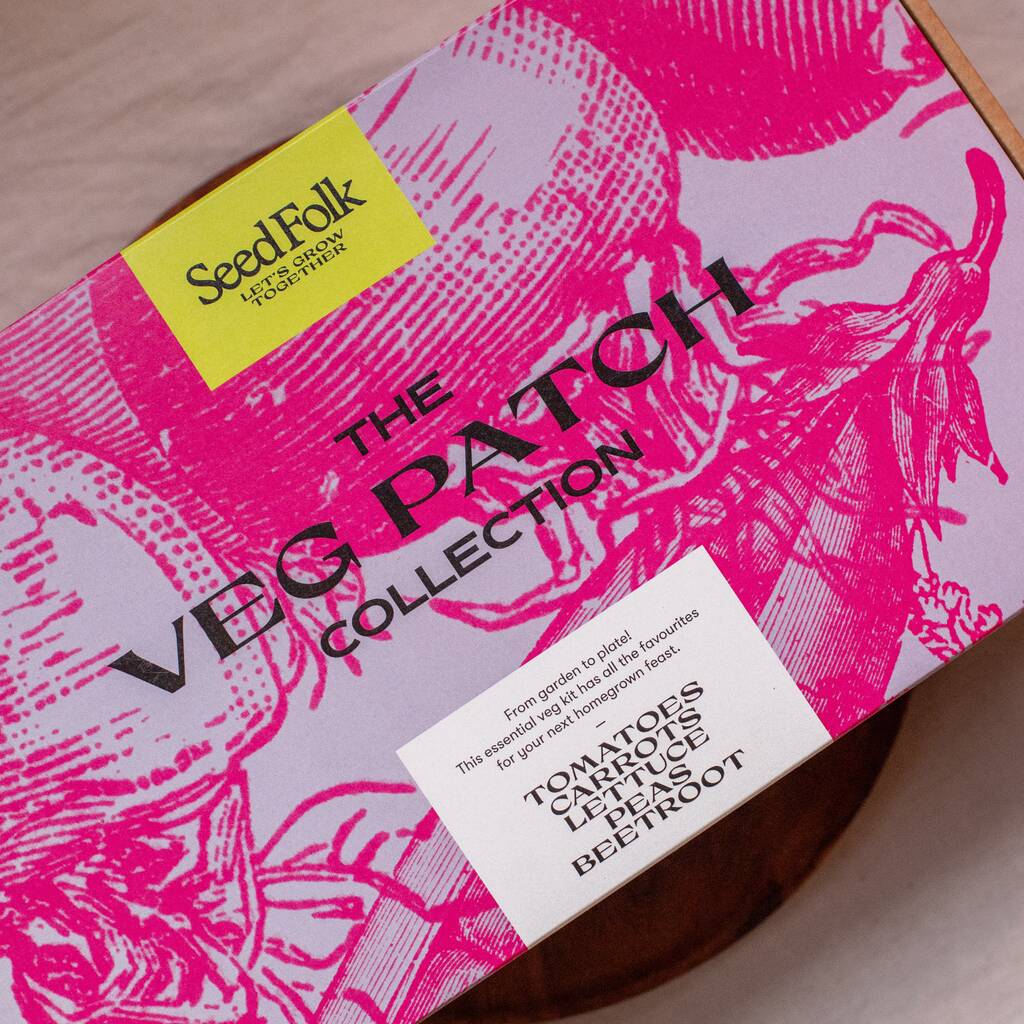 SeedFolk
LET'S GROW
TOGETHER
THE
VEG PATCH
COLLECTION
From garden to plate!
This essential veg kit has all the favourites
for your next homegrown feast.
–
TOMATOES
CARROTS
LETTUCE
PEAS
BEETROOT